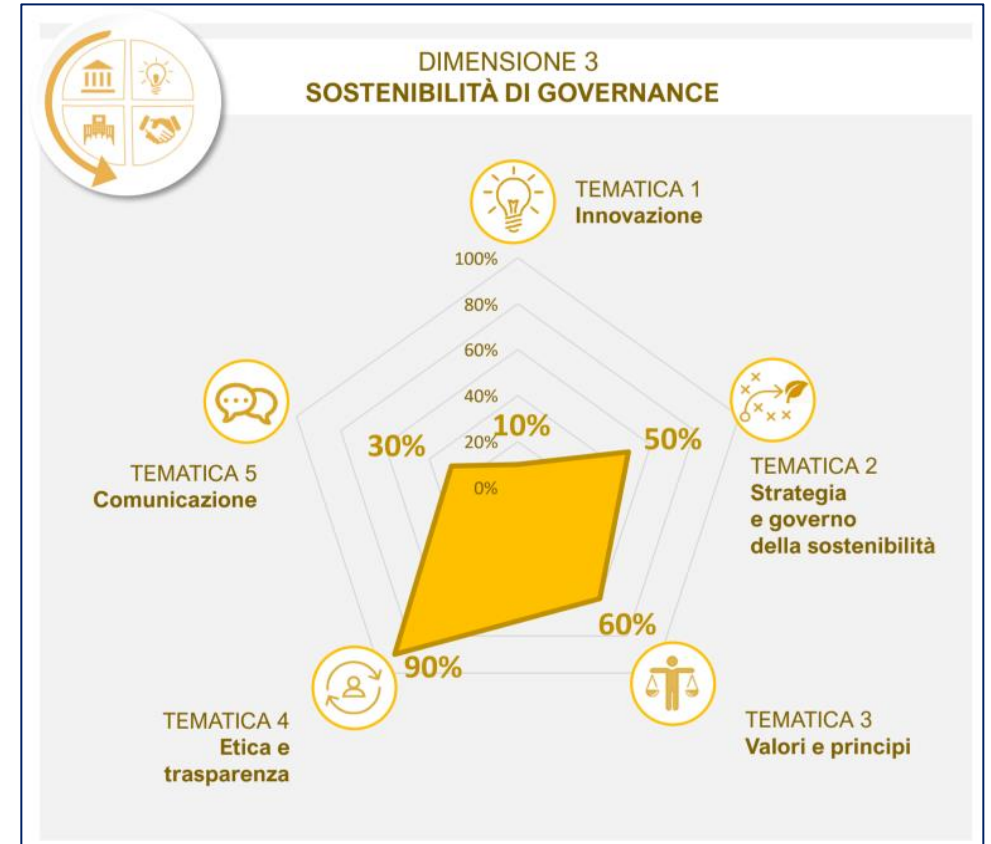 DIMENSIONE 3
SOSTENIBILITÀ DI GOVERNANCE
TEMATICA 1
Innovazione
100%
80%
60%
40%
20%
0%
10%
50%
60%
90%
30%
TEMATICA 2
Strategia
e governo
della sostenibilità
TEMATICA 3
Valori e principi
TEMATICA 4
Etica e
trasparenza
TEMATICA 5
Comunicazione